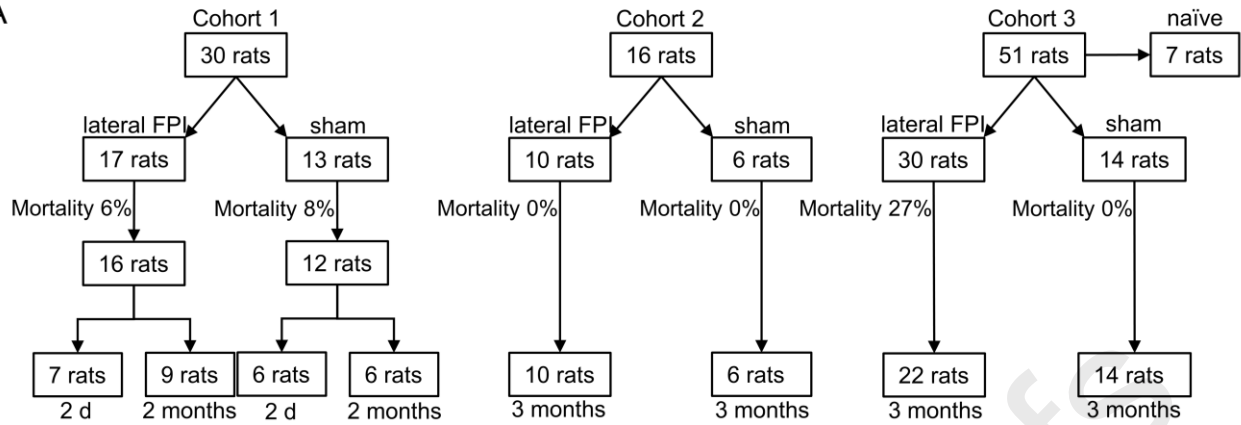 A
Cohort 1 Cohort 2 Cohort 3 naïve
30 rats 16 rats 51 rats 7 rats
lateral FPI sham lateral FPI sham lateral FPI sham
17 rats 13 rats 10 rats 6 rats 30 rats 14 rats
Mortality 6% Mortality 8% Mortality 0% Mortality 0% Mortality 27% Mortality 0%
16 rats 12 rats
7 rats 9 rats 6 rats 6 rats 10 rats 6 rats 22 rats 14 rats
2 d 2 months 2 d 2 months 3 months 3 months 3 months 3 months